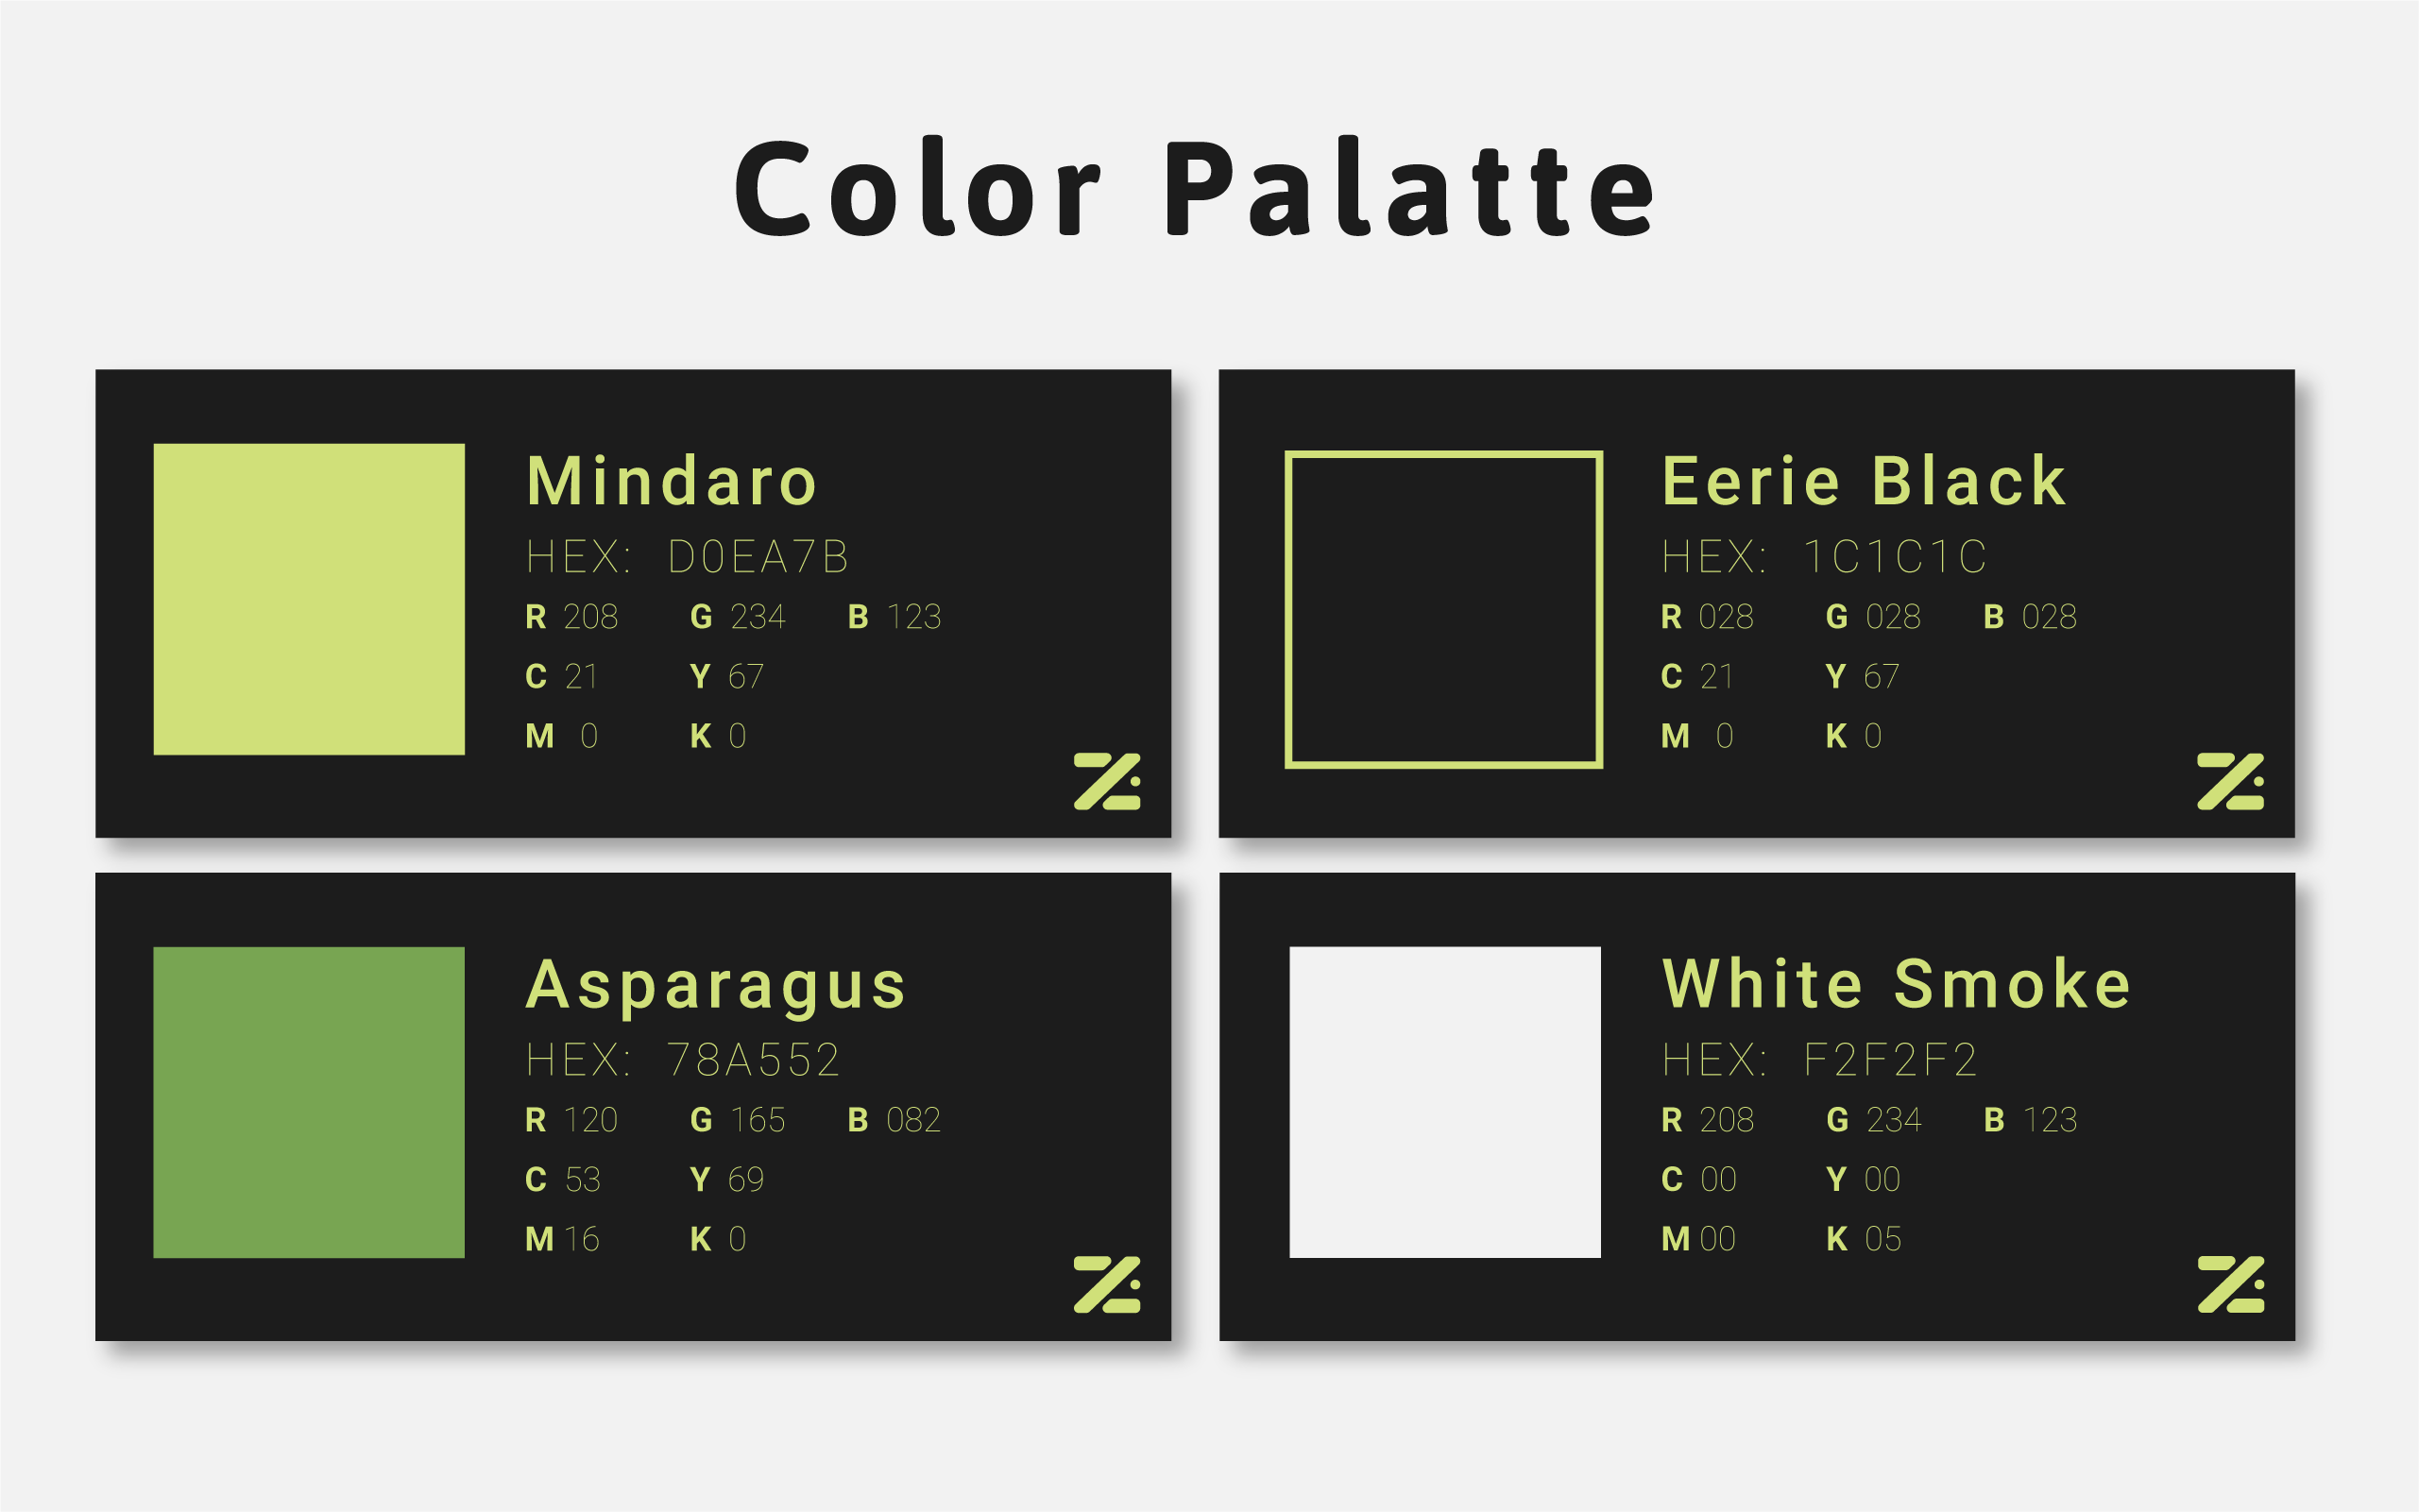 Color Palatte
Mindaro
HEX: D0EA7B
R 208 G 234 B 123
C 21 Y 67
M 0 K 0
Eerie Black
HEX: 1C1C1C
R 028 G 028 B 028
C 21 Y 67
M 0 K 0
Asparagus
HEX: 78A552
R 120 G 165 B 082
C 53 Y 69
M 16 K 0
White Smoke
HEX: F2F2F2
R 208 G 234 B 123
C 00 Y 00
M 00 K 05